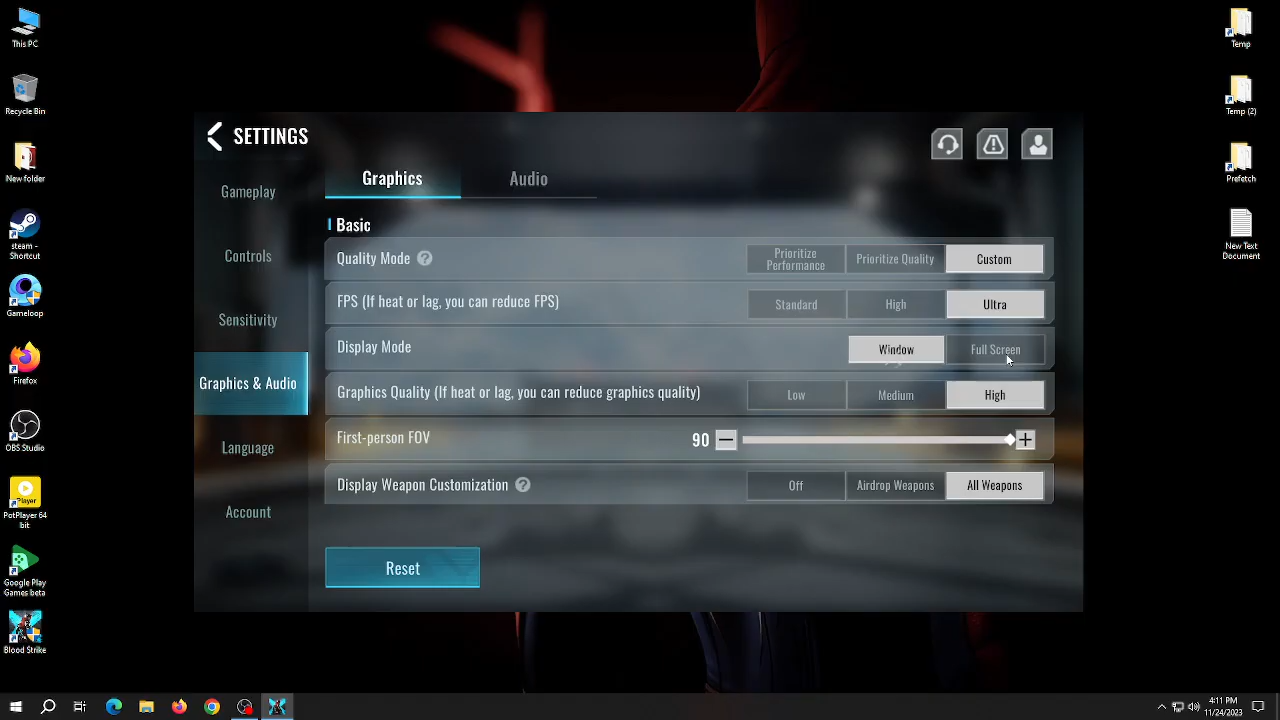 This PC
Recycle Bin
New folder
steam -
Shortcut
Gameloop
Firefox
OBS Studio
PotPlayer 64
bit
Google Play
Games beta
Blood Strike
SETTINGS
Gameplay
Controls
Sensitivity
Graphics & Audio
Language
Account
Graphics
Audio
Basic
Quality Mode ?
Prioritize
Performance
Prioritize Quality
Custom
FPS (If heat or lag, you can reduce FPS)
Standard
High
Ultra
Display Mode
Window
Full Screen
Graphics Quality (If heat or lag, you can reduce graphics quality)
Low
Medium
High
First-person FOV
90
Display Weapon Customization ?
Off
Airdrop Weapons
All Weapons
Reset
Temp
Temp (2)
Prefetch
New Text
Document
4:11 PM
11/24/2023